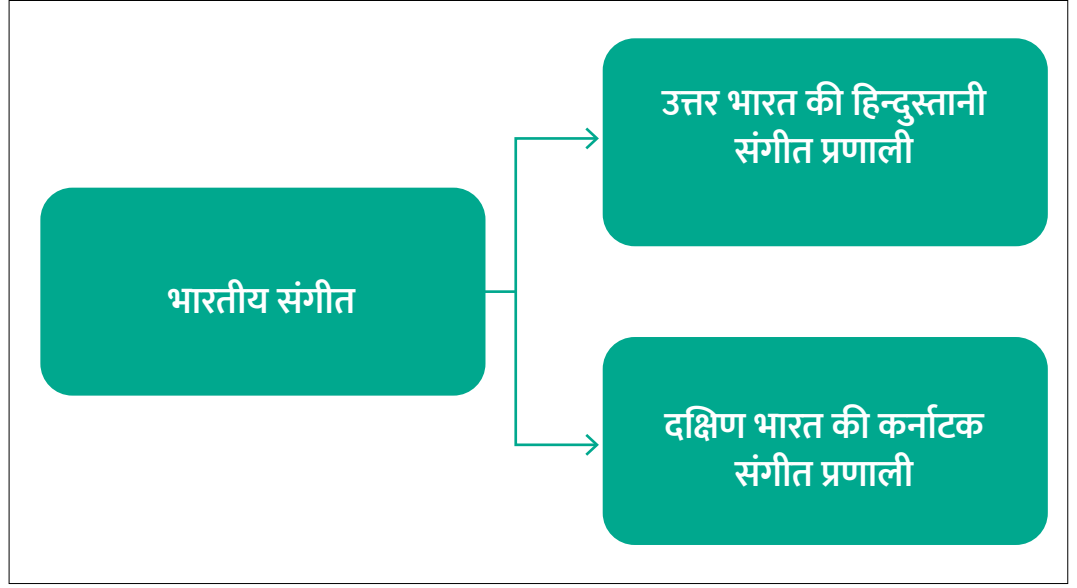 भारतीय संगीत
उत्तर भारत की हिन्दुस्तानी
संगीत प्रणाली
दक्षिण भारत की कर्नाटक
संगीत प्रणाली